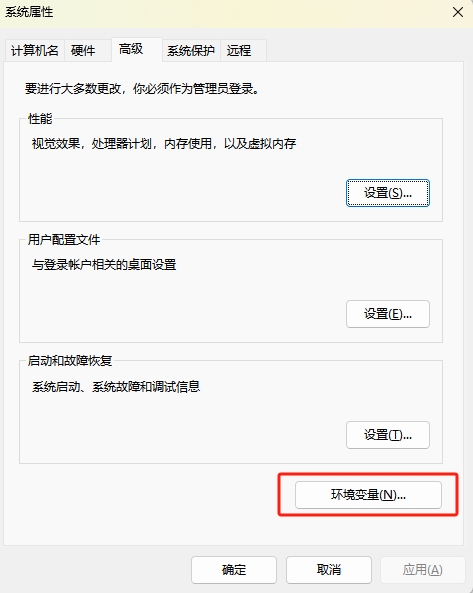 系统属性
计算机名 硬件 高级 系统保护 远程
要进行大多数更改，你必须作为管理员登录。
性能
视觉效果，处理器计划，内存使用，以及虚拟内存
设置(S)...
用户配置文件
与登录帐户相关的桌面设置
设置(E)...
启动和故障恢复
系统启动、系统故障和调试信息
设置(T)...
环境变量(N)...
确定 取消 应用(A)